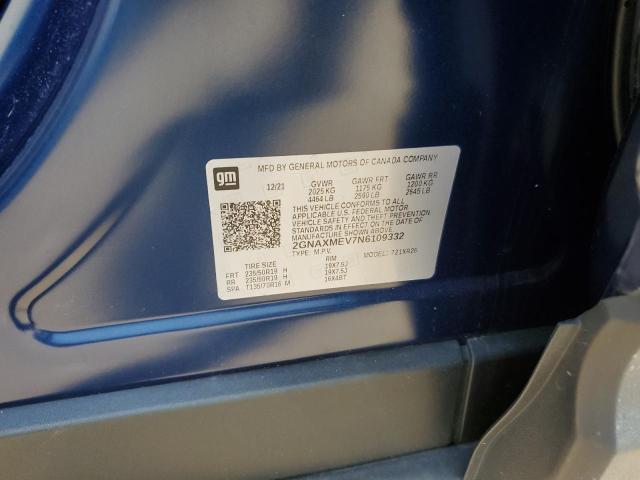 gm
MFD BY GENERAL MOTORS OF CANADA COMPANY
12/21 GVWR GAWR FRT GAWR RR
2025 KG 1175 KG 1200 KG
4464 LB 2590 LB 2645 LB
THIS VEHICLE CONFORMS TO ALL
APPLICABLE U.S. FEDERAL MOTOR
VEHICLE SAFETY, BUMPER, AND THEFT
PREVENTION STANDARDS IN EFFECT ON
THE DATE OF MANUFACTURE SHOWN ABOVE.
2GNAXMEV7N6109332
TYPE: M.P.V. MODEL: 721XR26
TIRE SIZE RIM
FRT 235/50R19 H 19X7.5J
RR 235/50R19 H 19X7.5J
SPA T135/70R16 M 16X4BT